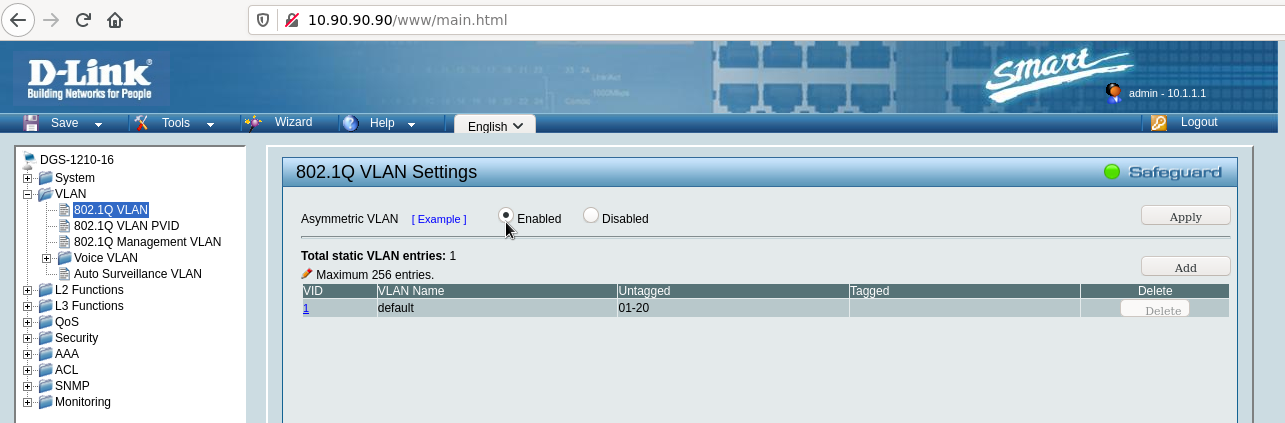 10.90.90.90/www/main.html
D-Link
Building Networks for People
smart
admin - 10.1.1.1
Save
Tools
Wizard
Help
English
Logout
DGS-1210-16
System
VLAN
802.1Q VLAN
802.1Q VLAN PVID
802.1Q Management VLAN
Voice VLAN
Auto Surveillance VLAN
L2 Functions
L3 Functions
QoS
Security
AAA
ACL
SNMP
Monitoring
802.1Q VLAN Settings
Safeguard
Asymmetric VLAN [ Example ] Enabled Disabled
Apply
Total static VLAN entries: 1
Maximum 256 entries.
Add
VID VLAN Name Untagged Tagged Delete
1 default 01-20 Delete